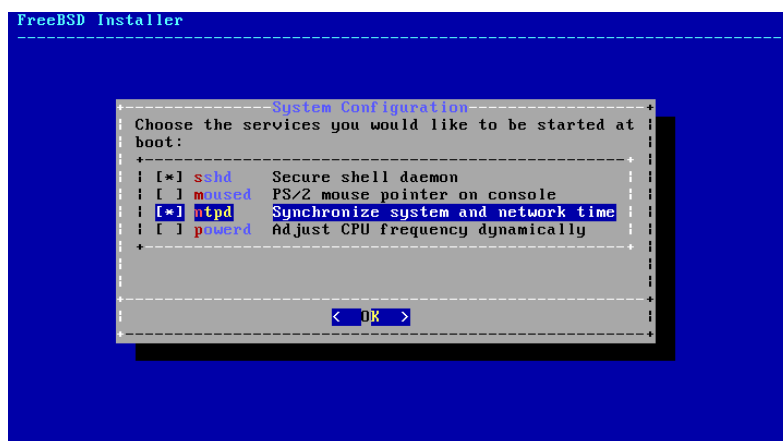 FreeBSD Installer
System Configuration
Choose the services you would like to be started at
boot:
[*] sshd Secure shell daemon
[ ] moused PS/2 mouse pointer on console
[*] ntpd Synchronize system and network time
[ ] powerd Adjust CPU frequency dynamically
< OK >